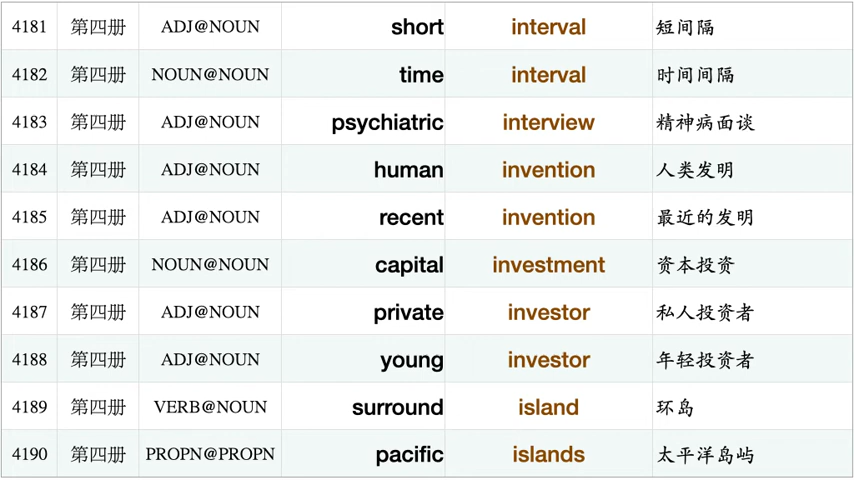 4181 第四册 ADJ@NOUN short interval 短间隔
4182 第四册 NOUN@NOUN time interval 时间间隔
4183 第四册 ADJ@NOUN psychiatric interview 精神病面谈
4184 第四册 ADJ@NOUN human invention 人类发明
4185 第四册 ADJ@NOUN recent invention 最近的发明
4186 第四册 NOUN@NOUN capital investment 资本投资
4187 第四册 ADJ@NOUN private investor 私人投资者
4188 第四册 ADJ@NOUN young investor 年轻投资者
4189 第四册 VERB@NOUN surround island 环岛
4190 第四册 PROPN@PROPN pacific islands 太平洋岛屿